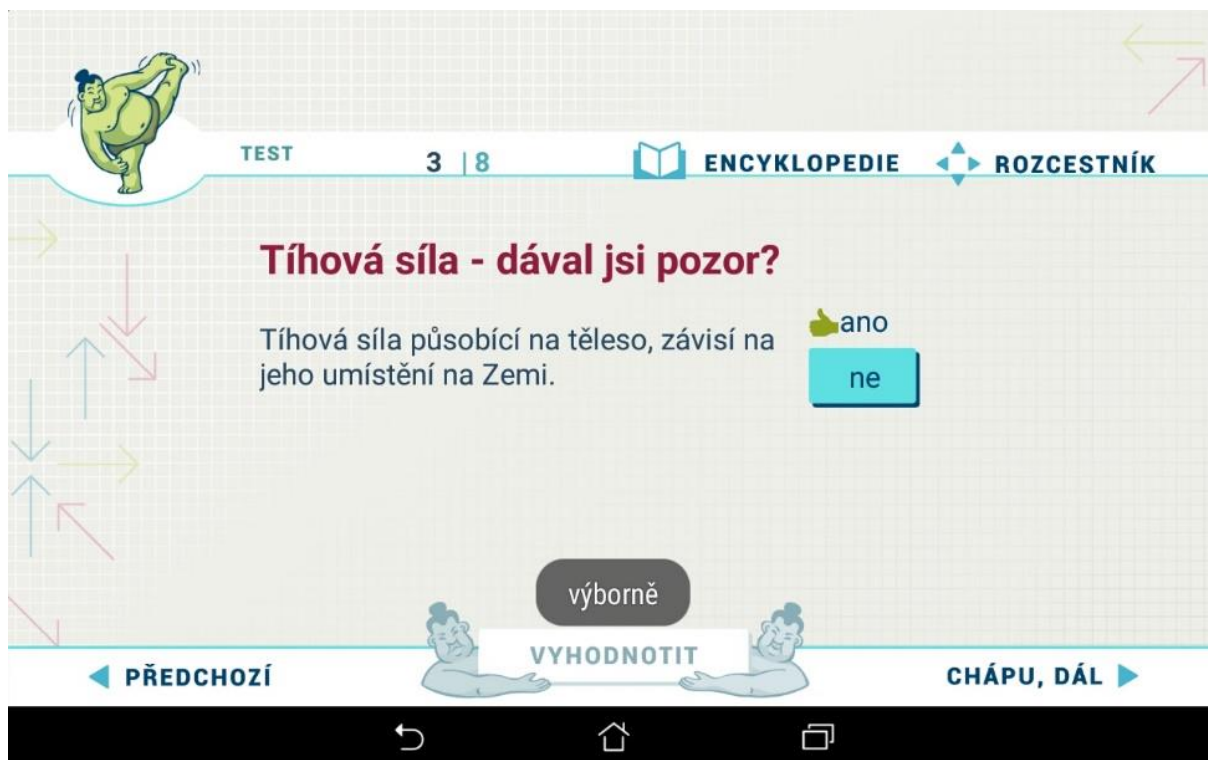 TEST
3 | 8
ENCYKLOPEDIE
ROZCESTNÍK
Tíhová síla - dával jsi pozor?
Tíhová síla působící na těleso, závisí na
jeho umístění na Zemi.
ano
ne
výborně
VYHODNOTIT
PŘEDCHOZÍ
CHÁPU, DÁL